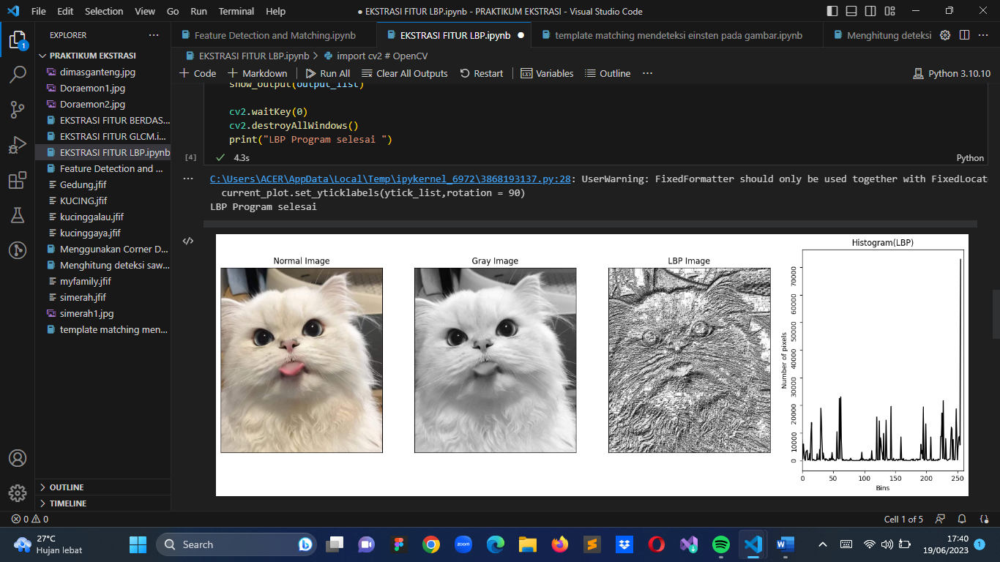 File Edit Selection View Go Run Terminal Help
● EKSTRASI FITUR LBP.ipynb - PRAKTIKUM EKSTRASI - Visual Studio Code
EXPLORER
PRAKTIKUM EKSTRASI
dimasganteng.jpg
Doraemon1.jpg
Doraemon2.jpg
EKSTRASI FITUR BERDAS...
EKSTRASI FITUR GLCM.i...
EKSTRASI FITUR LBP.ipynb
Feature Detection and ...
Gedung.jfif
KUCING.jfif
kucinggalau.jfif
kucinggaya.jfif
Menggunakan Corner D...
Menghitung deteksi saw...
myfamily.jfif
simerah.jfif
simerah1.jpg
template matching men...
OUTLINE
TIMELINE
1
Feature Detection and Matching.ipynb
EKSTRASI FITUR LBP.ipynb
template matching mendeteksi einsten pada gambar.ipynb
Menghitung deteksi
EKSTRASI FITUR LBP.ipynb > import cv2 # OpenCV
Code Markdown Run All Clear All Outputs Restart Variables Outline ...
Python 3.10.10
show_output(output_list)
cv2.waitKey(0)
cv2.destroyAllWindows()
print("LBP Program selesai ")
[4] 4.3s
Python
C:\Users\ACER\AppData\Local\Temp\ipykernel_6972\3868193137.py:28: UserWarning: FixedFormatter should only be used together with FixedLocat
current_plot.set_yticklabels(ytick_list,rotation = 90)
LBP Program selesai
Normal Image
Gray Image
LBP Image
Histogram(LBP)
Number of pixels
70000
60000
50000
40000
30000
20000
10000
0
0 50 100 150 200 250
Bins
0 0
Cell 1 of 5
27°C
Hujan lebat
Search
zoom
17:40
19/06/2023
1